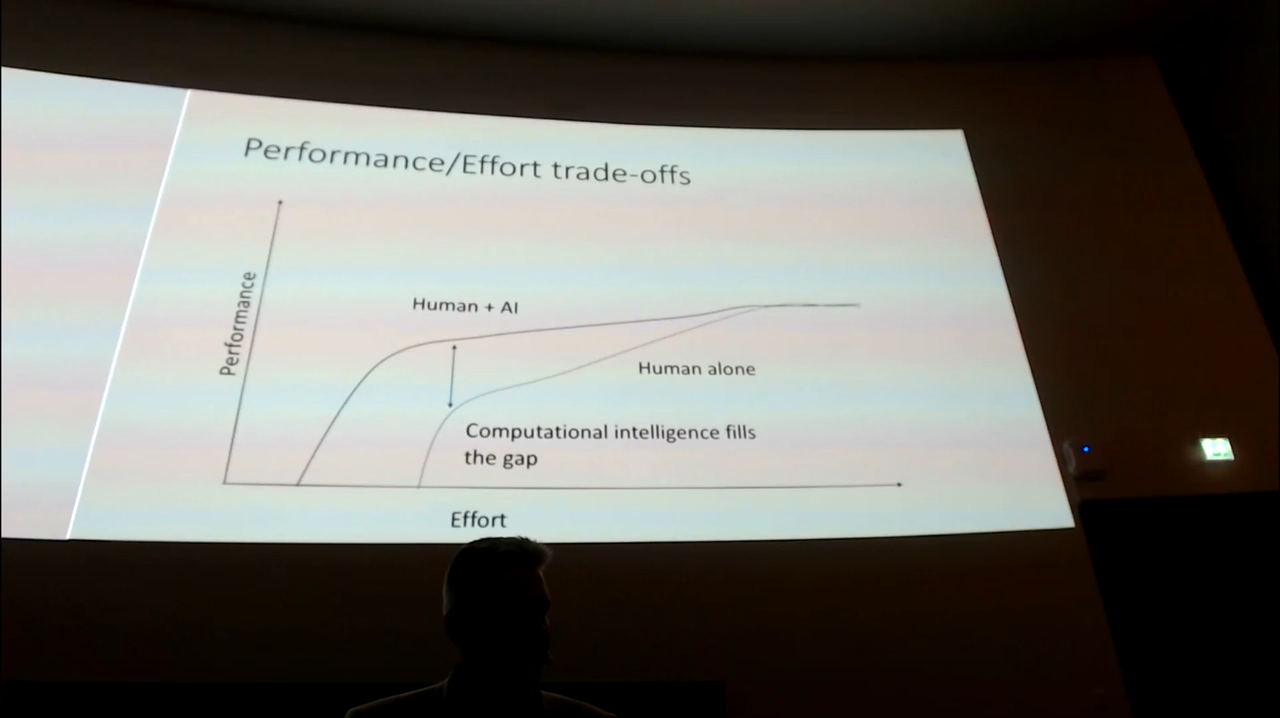 Performance/Effort trade-offs
Performance
Human + AI
Human alone
Computational intelligence fills
the gap
Effort